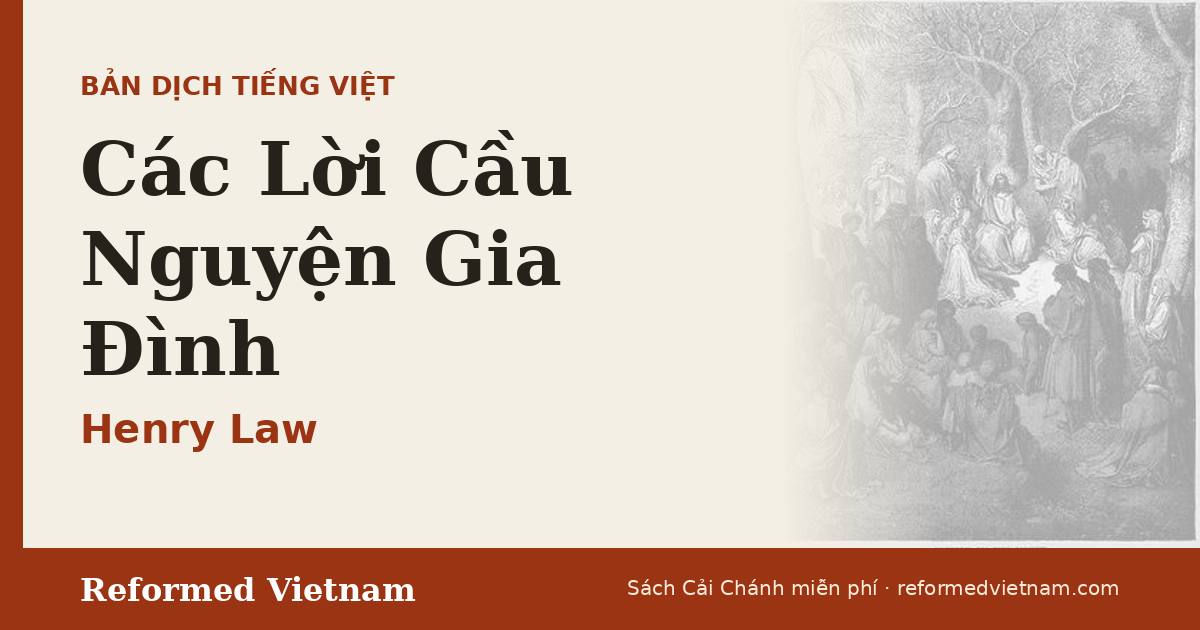 BẢN DỊCH TIẾNG VIỆT
Các Lời Cầu
Nguyện Gia
Đình
Henry Law
Reformed Vietnam
Sách Cải Chánh miễn phí · reformedvietnam.com